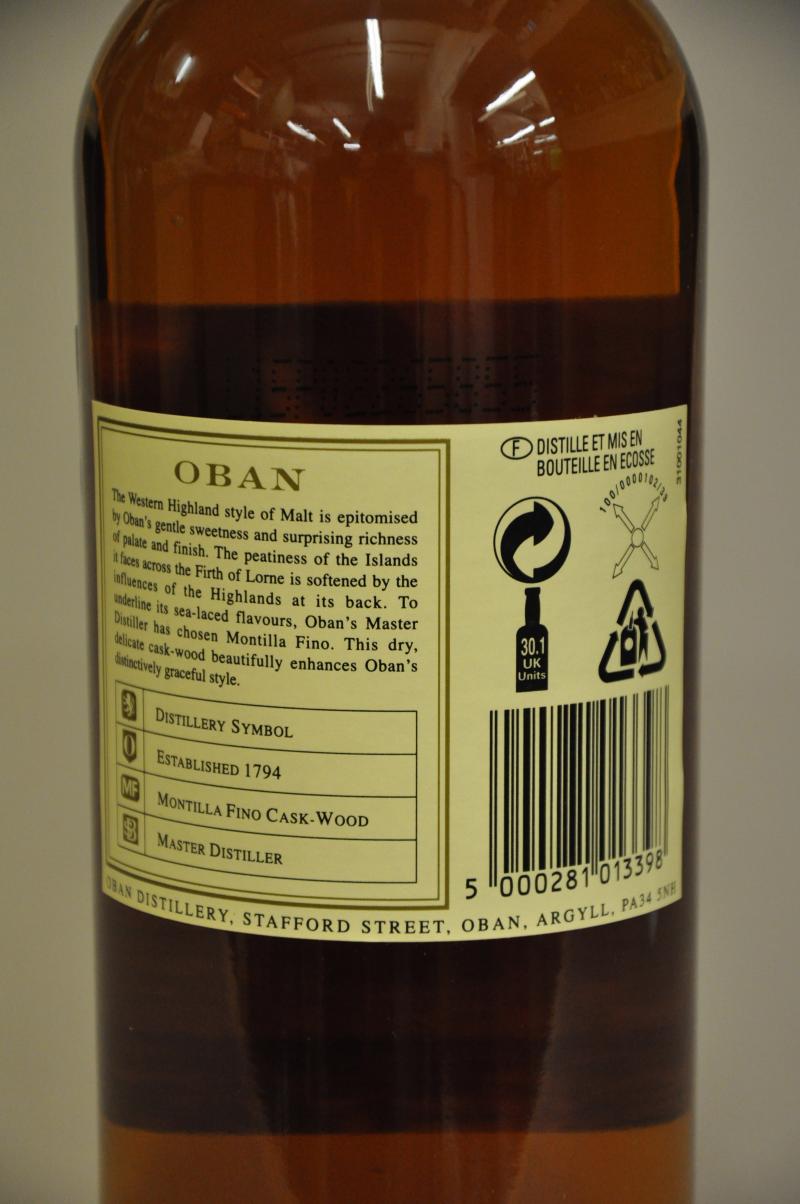 OBAN
The Western Highland style of Malt is epitomised
by Oban's gentle sweetness and surprising richness
of palate and finish. The peatiness of the Islands
it faces across the Firth of Lorne is softened by the
influences of the Highlands at its back. To
underline its sea-laced flavours, Oban's Master
Distiller has chosen Montilla Fino. This dry,
delicate cask-wood beautifully enhances Oban's
distinctively graceful style.
DISTILLERY SYMBOL
ESTABLISHED 1794
MF MONTILLA FINO CASK-WOOD
MASTER DISTILLER
OBAN DISTILLERY, STAFFORD STREET, OBAN, ARGYLL, PA34 5NH
F DISTILLE ET MIS EN
BOUTEILLE EN ECOSSE
31001044
100/0000102/38
30.1
UK
Units
5 000281 013398